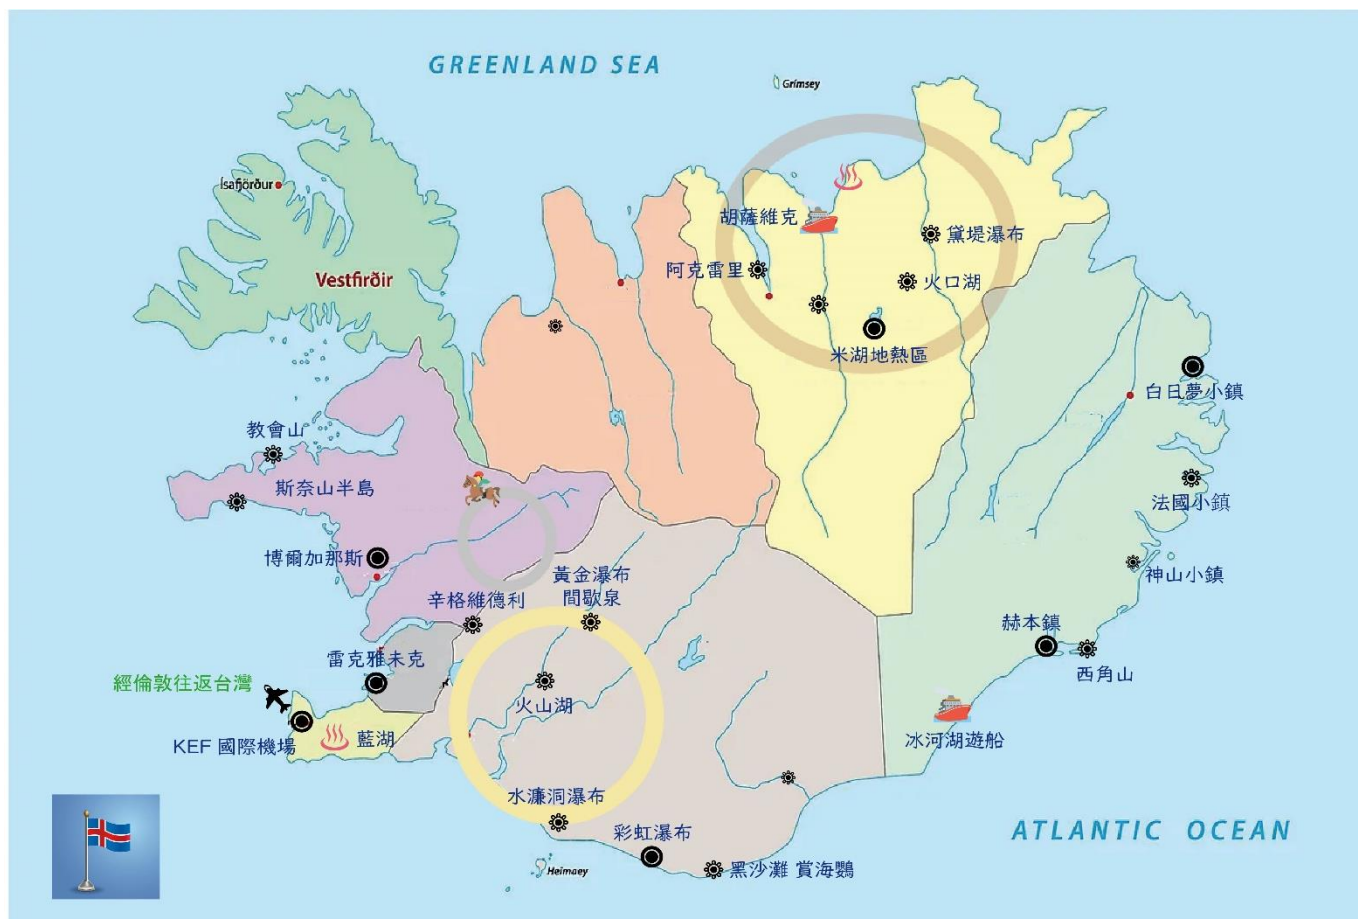 GREENLAND SEA
Grímsey
Ísafjörður
胡薩維克
黛堤瀑布
阿克雷里
火口湖
Vestfirðir
米湖地熱區
白日夢小鎮
教會山
斯奈山半島
法國小鎮
博爾加那斯
黃金瀑布
間歇泉
神山小鎮
辛格維德利
赫本鎮
雷克雅未克
西角山
經倫敦往返台灣
火山湖
KEF 國際機場
藍湖
冰河湖遊船
水濂洞瀑布
彩虹瀑布
ATLANTIC OCEAN
Heimaey
黑沙灘 賞海鸚